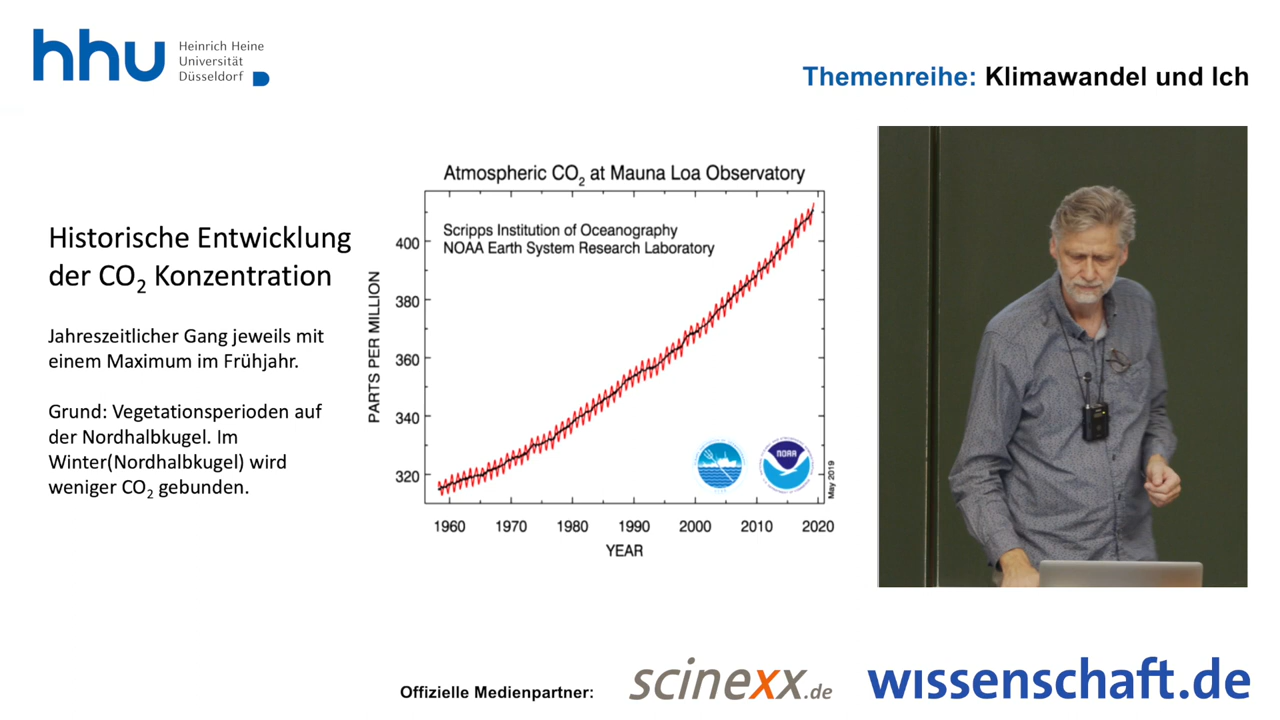 hhu Heinrich Heine
Universität
Düsseldorf
Themenreihe: Klimawandel und Ich
Historische Entwicklung
der CO₂ Konzentration
Jahreszeitlicher Gang jeweils mit
einem Maximum im Frühjahr.
Grund: Vegetationsperioden auf
der Nordhalbkugel. Im
Winter(Nordhalbkugel) wird
weniger CO₂ gebunden.
Atmospheric CO₂ at Mauna Loa Observatory
Scripps Institution of Oceanography
NOAA Earth System Research Laboratory
PARTS PER MILLION
400
380
360
340
320
NOAA
May 2019
1960 1970 1980 1990 2000 2010 2020
YEAR
Offizielle Medienpartner:
scinexx.de
wissenschaft.de